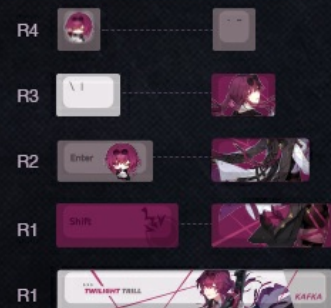 R4
R3
\ |
R2
Enter
R1
Shift
R1
TWILIGHT TRILL
KAFKA